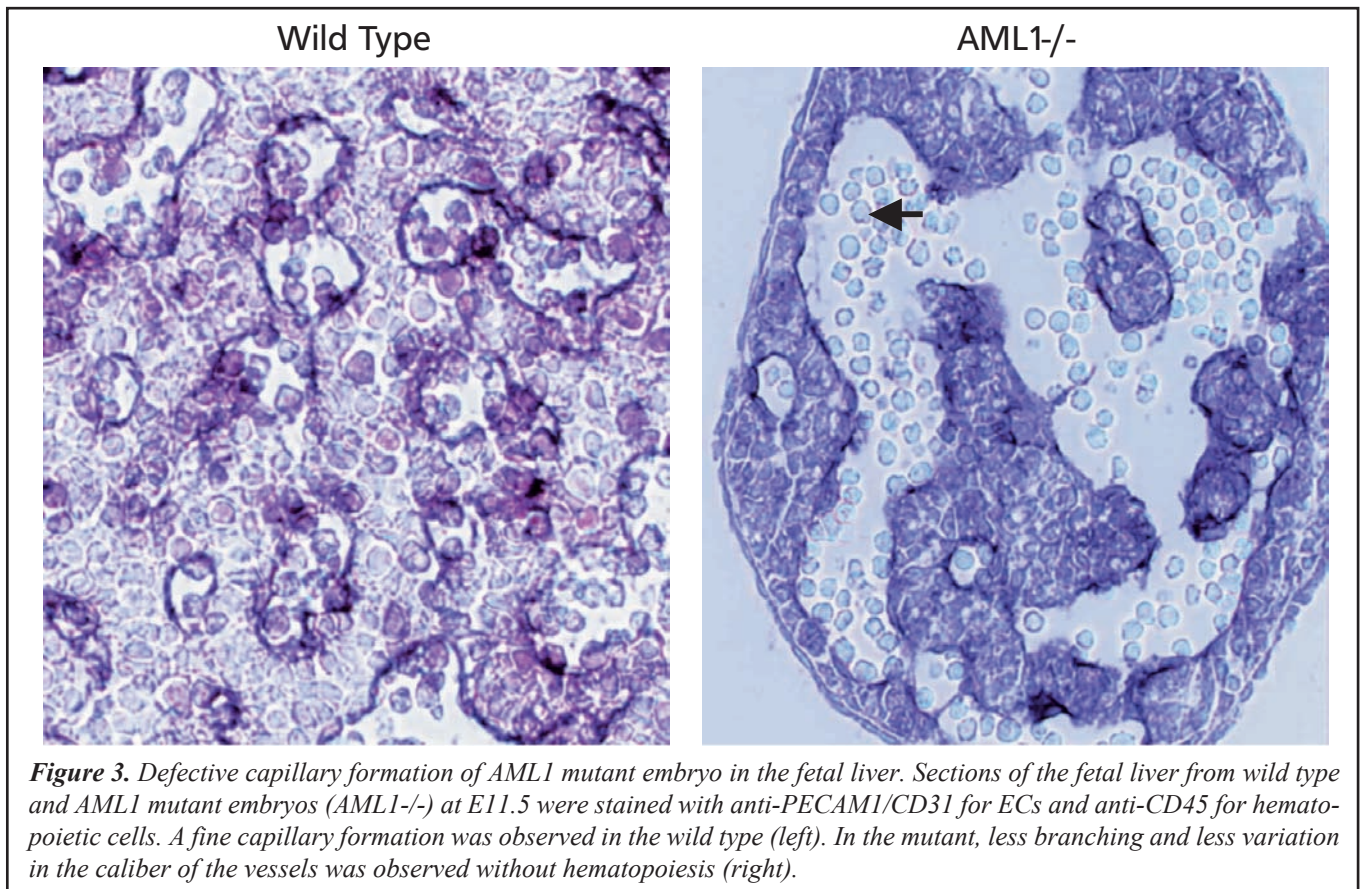 Wild Type
AML1-/-
Figure 3. Defective capillary formation of AML1 mutant embryo in the fetal liver. Sections of the fetal liver from wild type
and AML1 mutant embryos (AML1-/-) at E11.5 were stained with anti-PECAM1/CD31 for ECs and anti-CD45 for hemato-
poietic cells. A fine capillary formation was observed in the wild type (left). In the mutant, less branching and less variation
in the caliber of the vessels was observed without hematopoiesis (right).